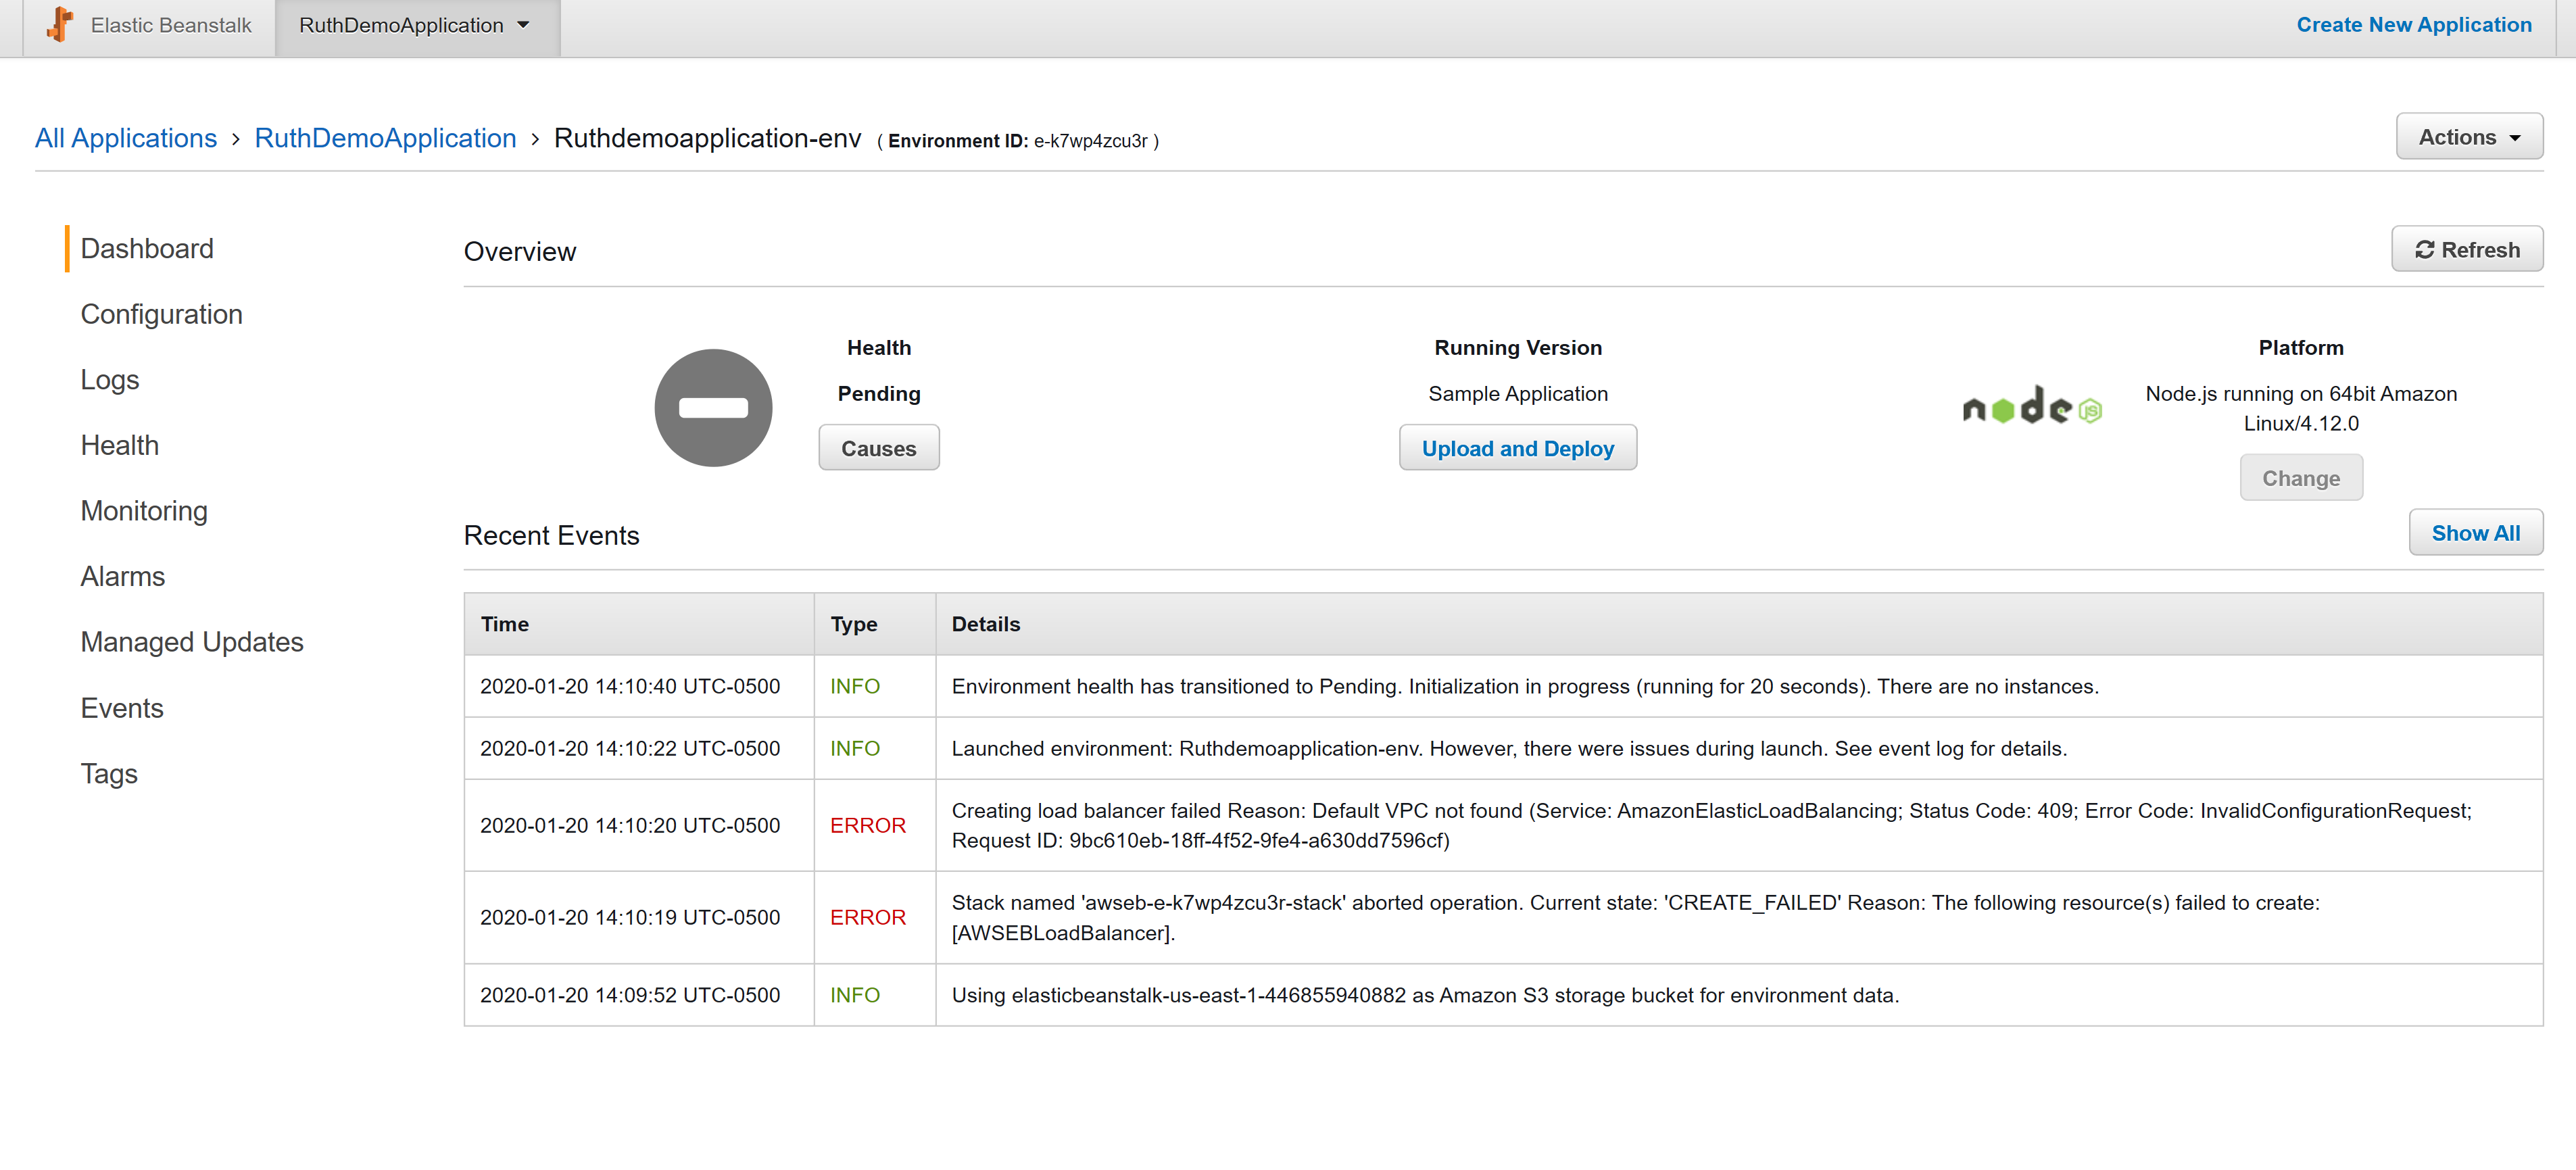 Elastic Beanstalk RuthDemoApplication Create New Application
All Applications › RuthDemoApplication › Ruthdemoapplication-env ( Environment ID: e-k7wp4zcu3r )
Actions
Dashboard
Configuration
Logs
Health
Monitoring
Alarms
Managed Updates
Events
Tags
Overview
Refresh
Health
Pending
Causes
Running Version
Sample Application
Upload and Deploy
node js
Platform
Node.js running on 64bit Amazon
Linux/4.12.0
Change
Recent Events
Show All
Time Type Details
2020-01-20 14:10:40 UTC-0500 INFO Environment health has transitioned to Pending. Initialization in progress (running for 20 seconds). There are no instances.
2020-01-20 14:10:22 UTC-0500 INFO Launched environment: Ruthdemoapplication-env. However, there were issues during launch. See event log for details.
2020-01-20 14:10:20 UTC-0500 ERROR Creating load balancer failed Reason: Default VPC not found (Service: AmazonElasticLoadBalancing; Status Code: 409; Error Code: InvalidConfigurationRequest;
Request ID: 9bc610eb-18ff-4f52-9fe4-a630dd7596cf)
2020-01-20 14:10:19 UTC-0500 ERROR Stack named 'awseb-e-k7wp4zcu3r-stack' aborted operation. Current state: 'CREATE_FAILED' Reason: The following resource(s) failed to create:
[AWSEBLoadBalancer].
2020-01-20 14:09:52 UTC-0500 INFO Using elasticbeanstalk-us-east-1-446855940882 as Amazon S3 storage bucket for environment data.